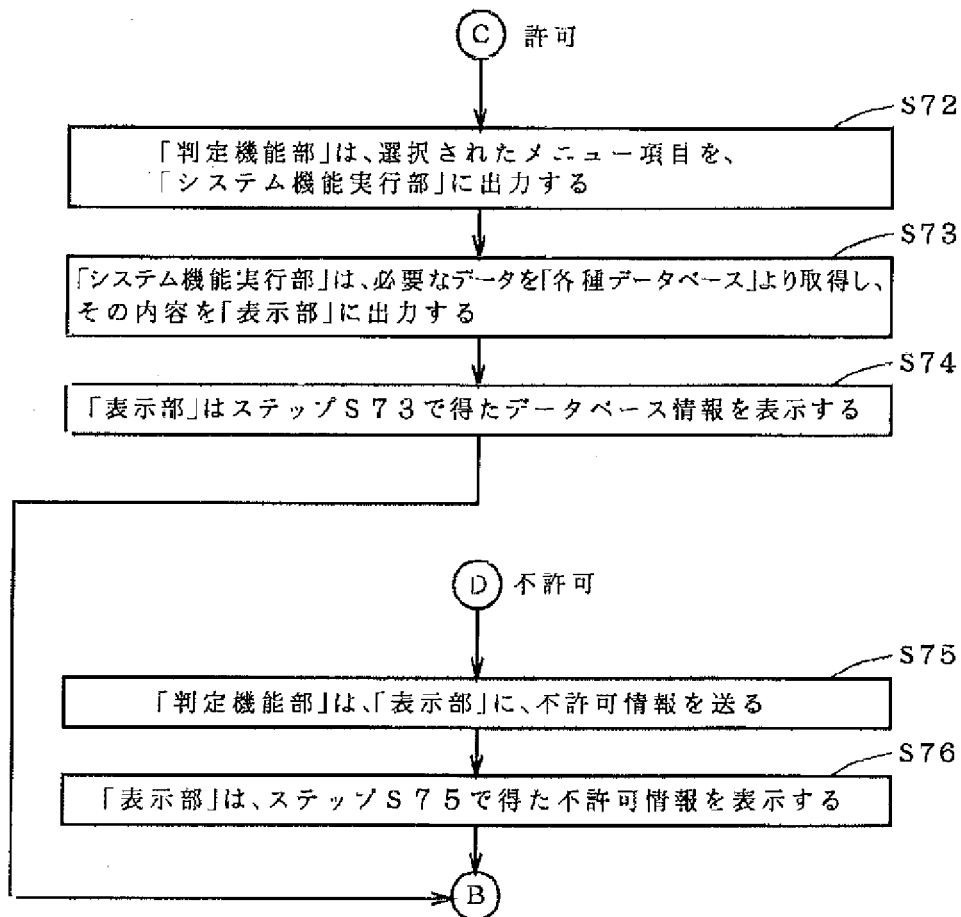 C 許可
S72
「判定機能部」は、選択されたメニュー項目を、
「システム機能実行部」に出力する
S73
「システム機能実行部」は、必要なデータを「各種データベース」より取得し、
その内容を「表示部」に出力する
S74
「表示部」はステップS73で得たデータベース情報を表示する
D 不許可
S75
「判定機能部」は、「表示部」に、不許可情報を送る
S76
「表示部」は、ステップS75で得た不許可情報を表示する
B